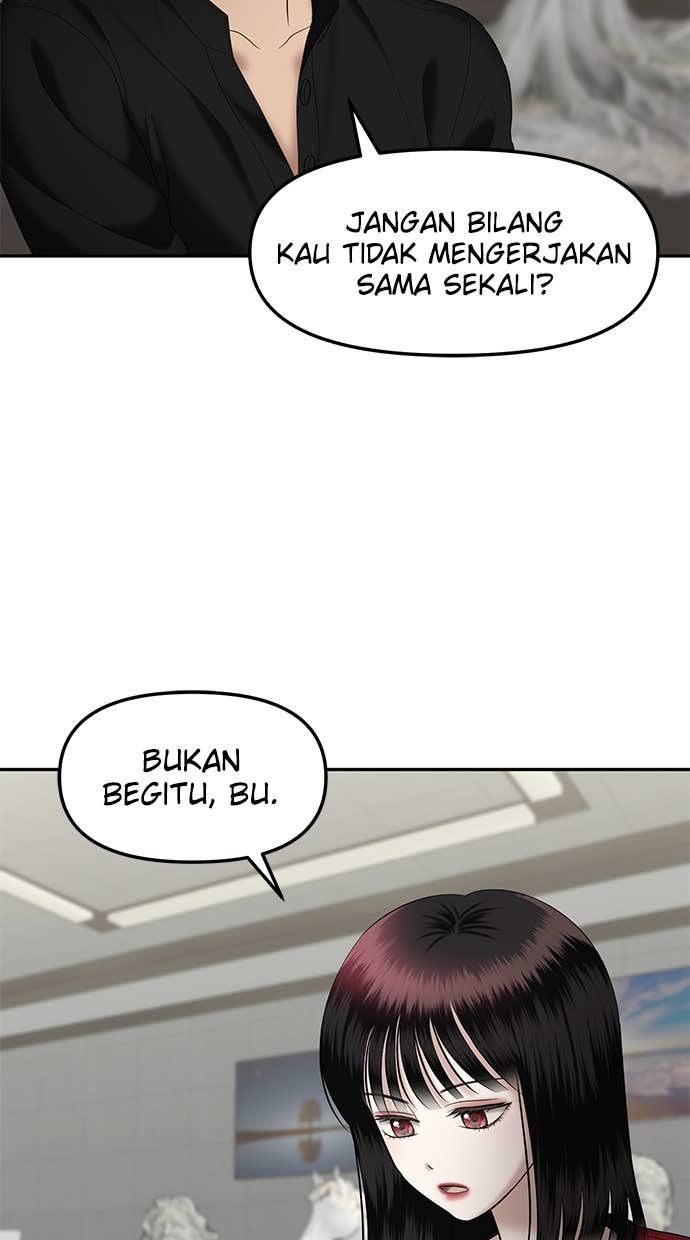 JANGAN BILANG
KAU TIDAK MENGERJAKAN
SAMA SEKALI?
BUKAN
BEGITU, BU.